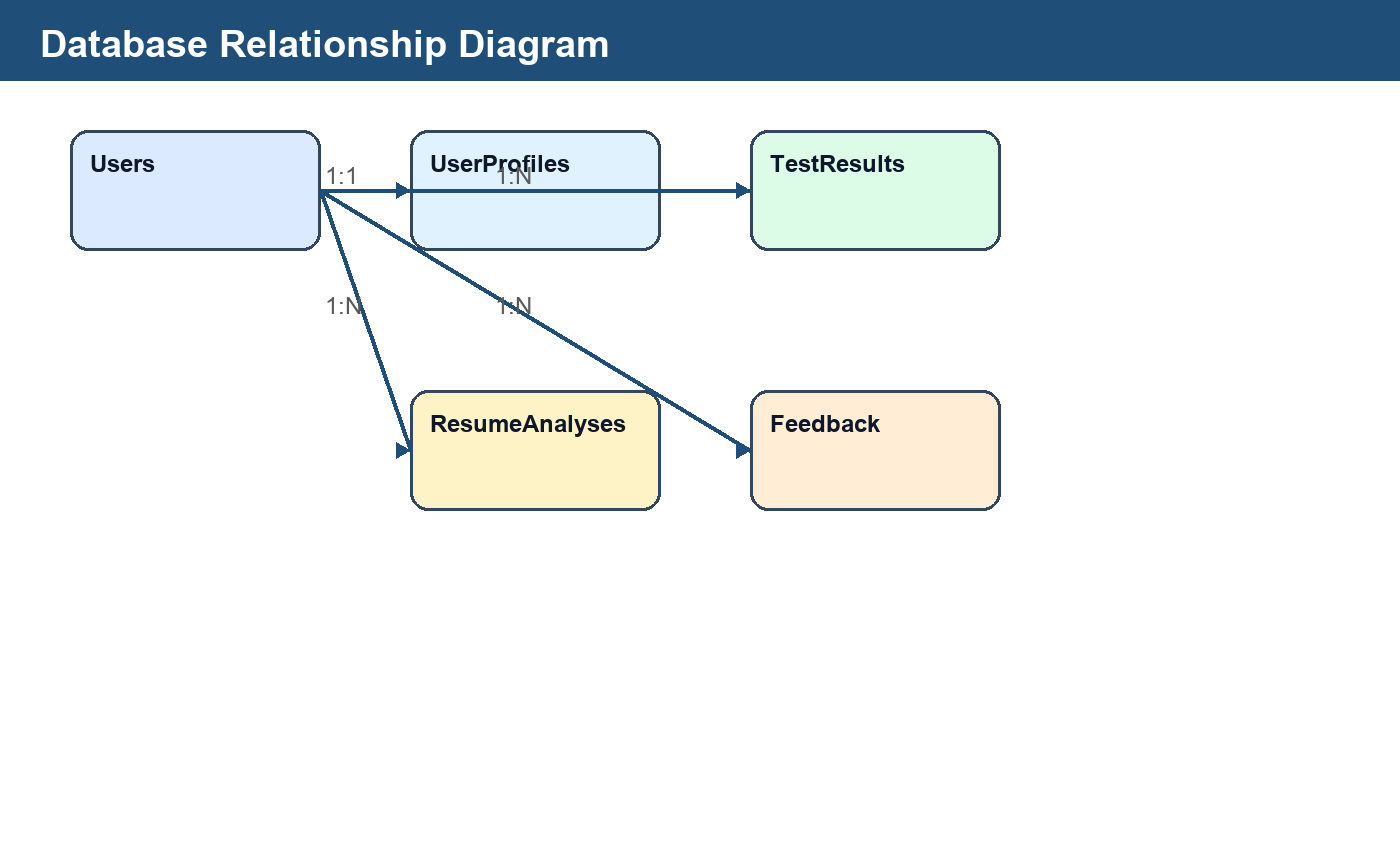 Database Relationship Diagram
Users
UserProfiles
TestResults
1:1
1:N
1:N
1:N
ResumeAnalyses
Feedback